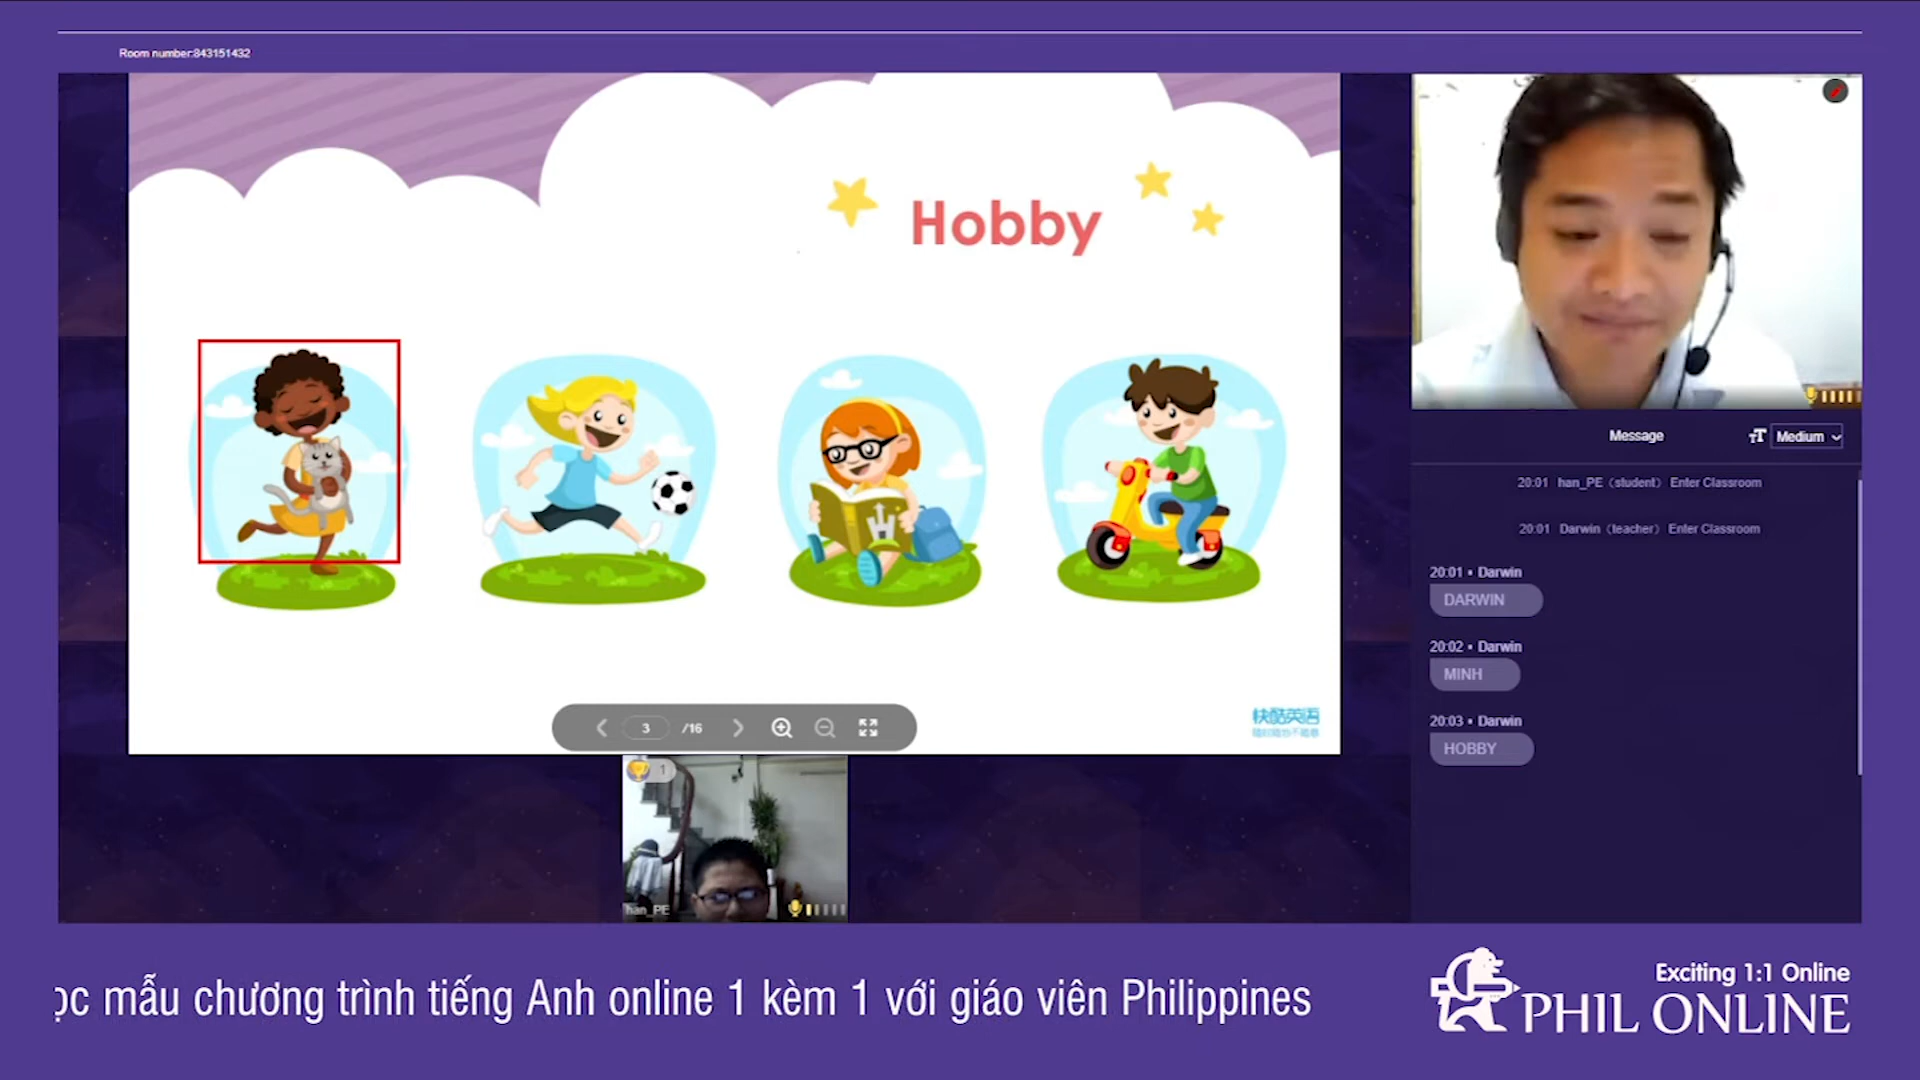 Room number:843151432
Hobby
3 /16
快酷英语
1
han_PE
Message
Medium
20:01 han_PE（student） Enter Classroom
20:01 Darwin（teacher） Enter Classroom
20:01 • Darwin
DARWIN
20:02 • Darwin
MINH
20:03 • Darwin
HOBBY
ọc mẫu chương trình tiếng Anh online 1 kèm 1 với giáo viên Philippines
Exciting 1:1 Online
PHIL ONLINE